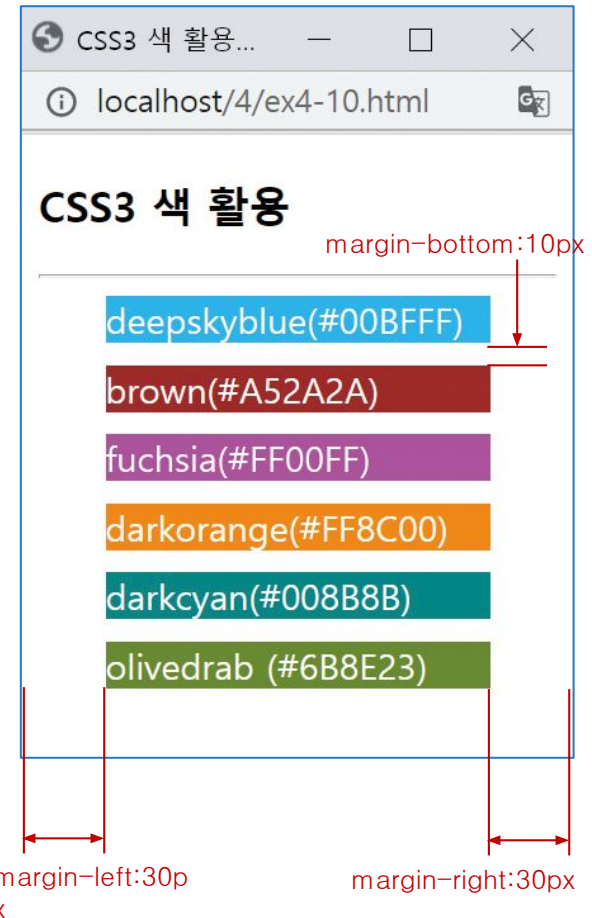 CSS3 색 활용...
localhost/4/ex4-10.html
CSS3 색 활용
margin-bottom:10px
deepskyblue(#00BFFF)
brown(#A52A2A)
fuchsia(#FF00FF)
darkorange(#FF8C00)
darkcyan(#008B8B)
olivedrab (#6B8E23)
margin-left:30p
x
margin-right:30px